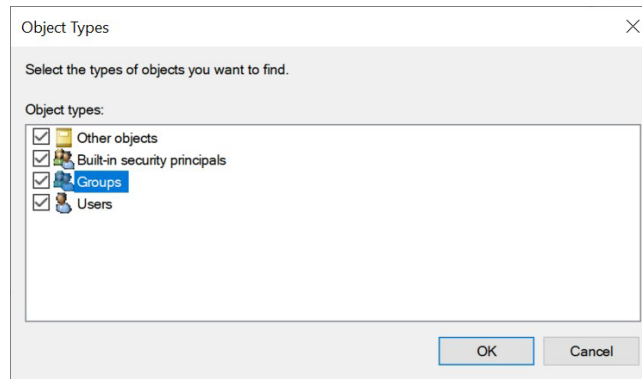 Object Types
Select the types of objects you want to find.
Object types:
Other objects
Built-in security principals
Groups
Users
OK
Cancel